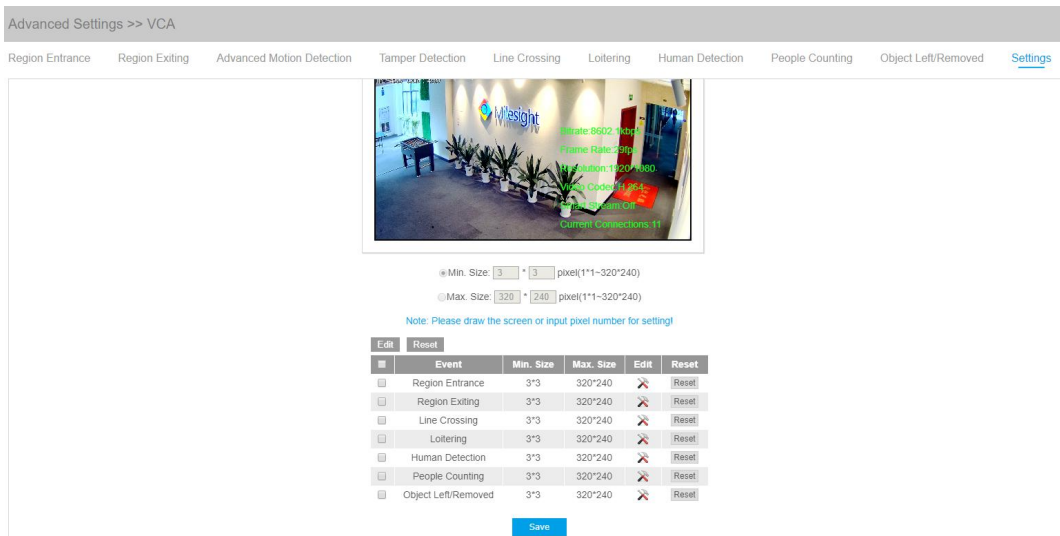 Advanced Settings >> VCA
Region Entrance Region Exiting Advanced Motion Detection Tamper Detection Line Crossing Loitering Human Detection People Counting Object Left/Removed Settings
Milesight
Bitrate:8602.1kbps
Frame Rate:29fps
Resolution:1920*1080
Video Codec:H.264
Smart Stream:Off
Current Connections:11
Min. Size: 3 * 3 pixel(1*1~320*240)
Max. Size: 320 * 240 pixel(1*1~320*240)
Note: Please draw the screen or input pixel number for setting!
Edit Reset
Event Min. Size Max. Size Edit Reset
Region Entrance 3*3 320*240 Reset
Region Exiting 3*3 320*240 Reset
Line Crossing 3*3 320*240 Reset
Loitering 3*3 320*240 Reset
Human Detection 3*3 320*240 Reset
People Counting 3*3 320*240 Reset
Object Left/Removed 3*3 320*240 Reset
Save